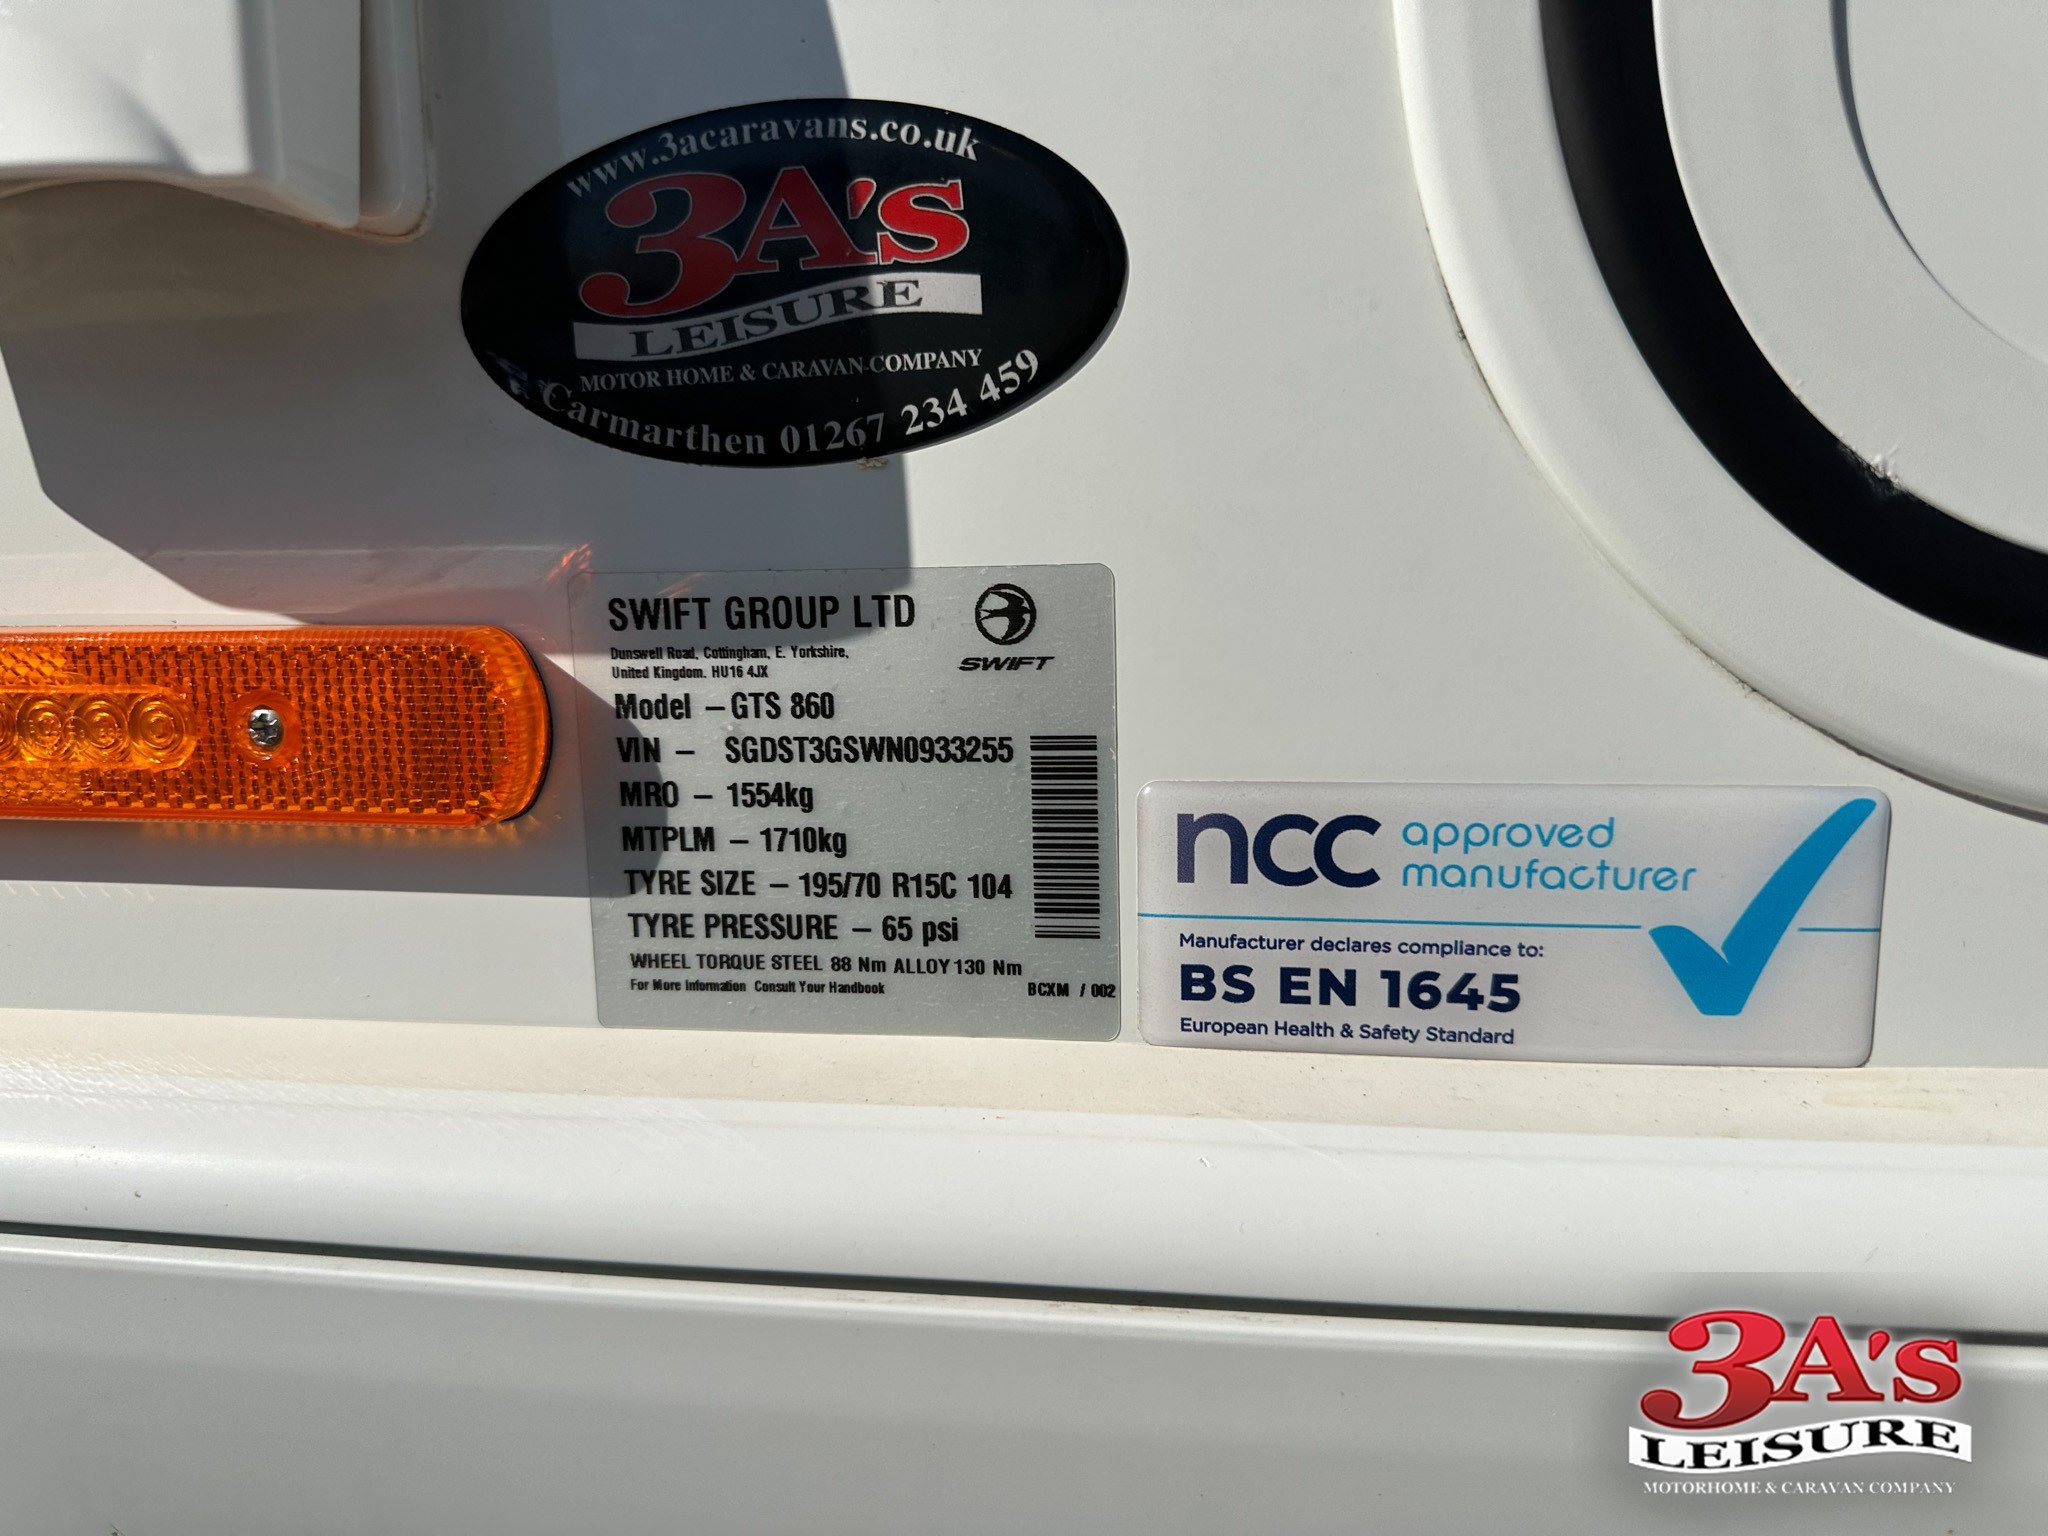 www.3acaravans.co.uk
3A's
LEISURE
MOTOR HOME & CARAVAN COMPANY
Carmarthen 01267 234 459
SWIFT GROUP LTD
Dunswell Road, Cottingham, E. Yorkshire,
United Kingdom. HU16 4JX
SWIFT
Model – GTS 860
VIN – SGDST3GSWN0933255
MRO – 1554kg
MTPLM – 1710kg
TYRE SIZE – 195/70 R15C 104
TYRE PRESSURE – 65 psi
WHEEL TORQUE STEEL 88 Nm ALLOY 130 Nm
For More Information Consult Your Handbook
BCXM / 002
ncc approved
manufacturer
Manufacturer declares compliance to:
BS EN 1645
European Health & Safety Standard
3A's
LEISURE
MOTORHOME & CARAVAN COMPANY